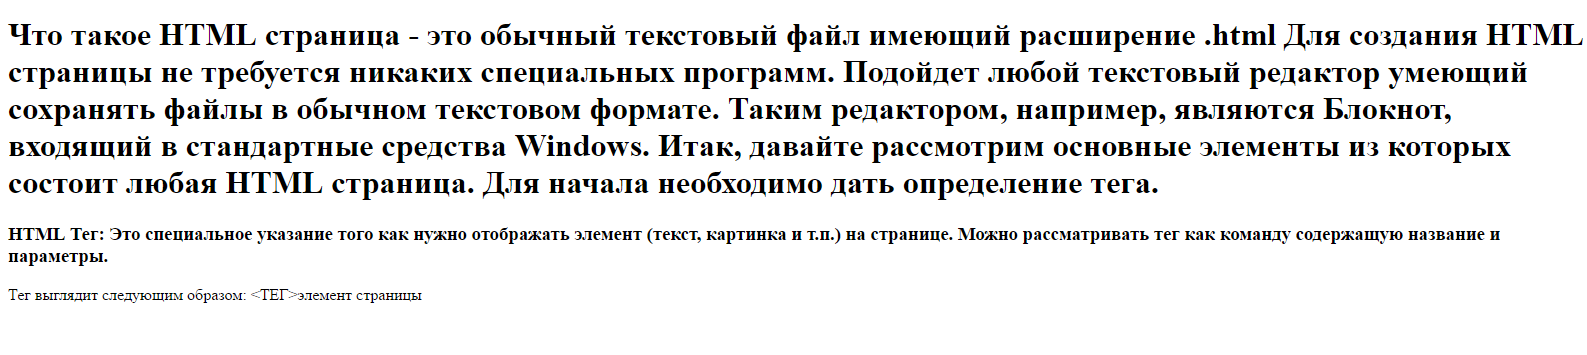 Что такое HTML страница - это обычный текстовый файл имеющий расширение .html Для создания HTML
страницы не требуется никаких специальных программ. Подойдет любой текстовый редактор умеющий
сохранять файлы в обычном текстовом формате. Таким редактором, например, являются Блокнот,
входящий в стандартные средства Windows. Итак, давайте рассмотрим основные элементы из которых
состоит любая HTML страница. Для начала необходимо дать определение тега.
HTML Тег: Это специальное указание того как нужно отображать элемент (текст, картинка и т.п.) на странице. Можно рассматривать тег как команду содержащую название и
параметры.
Тег выглядит следующим образом: <ТЕГ>элемент страницы